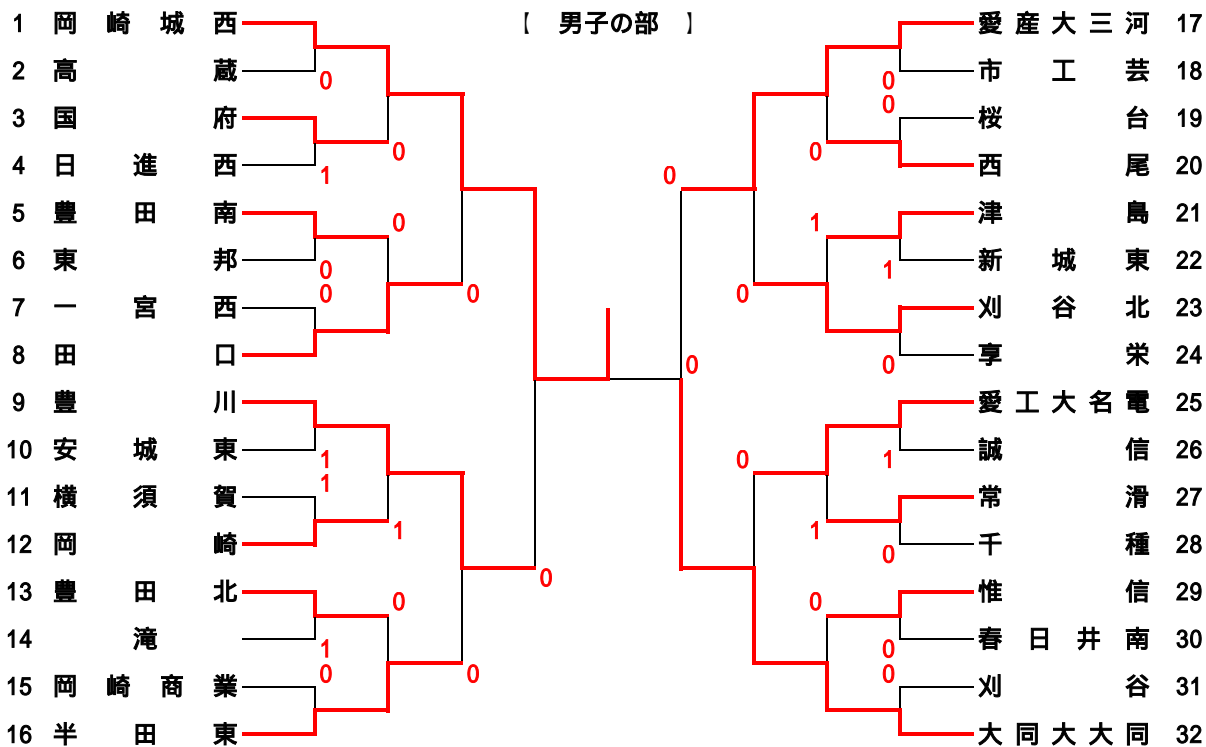 【 男子の部 】
1 岡崎城西
2 高蔵
0
3 国府
0
4 日進西
1
5 豊田南
0
6 東邦
0
0
7 一宮西
0
8 田口
9 豊川
10 安城東
1
1
11 横須賀
12 岡崎
1
0
13 豊田北
0
14 滝
1
0
15 岡崎商業
0
16 半田東
愛産大三河 17
市工芸 18
0
0
桜台 19
0
西尾 20
0
津島 21
1
新城東 22
1
0
刈谷北 23
享栄 24
0
0
愛工大名電 25
誠信 26
1
0
常滑 27
1
千種 28
0
惟信 29
0
春日井南 30
0
0
刈谷 31
大同大大同 32